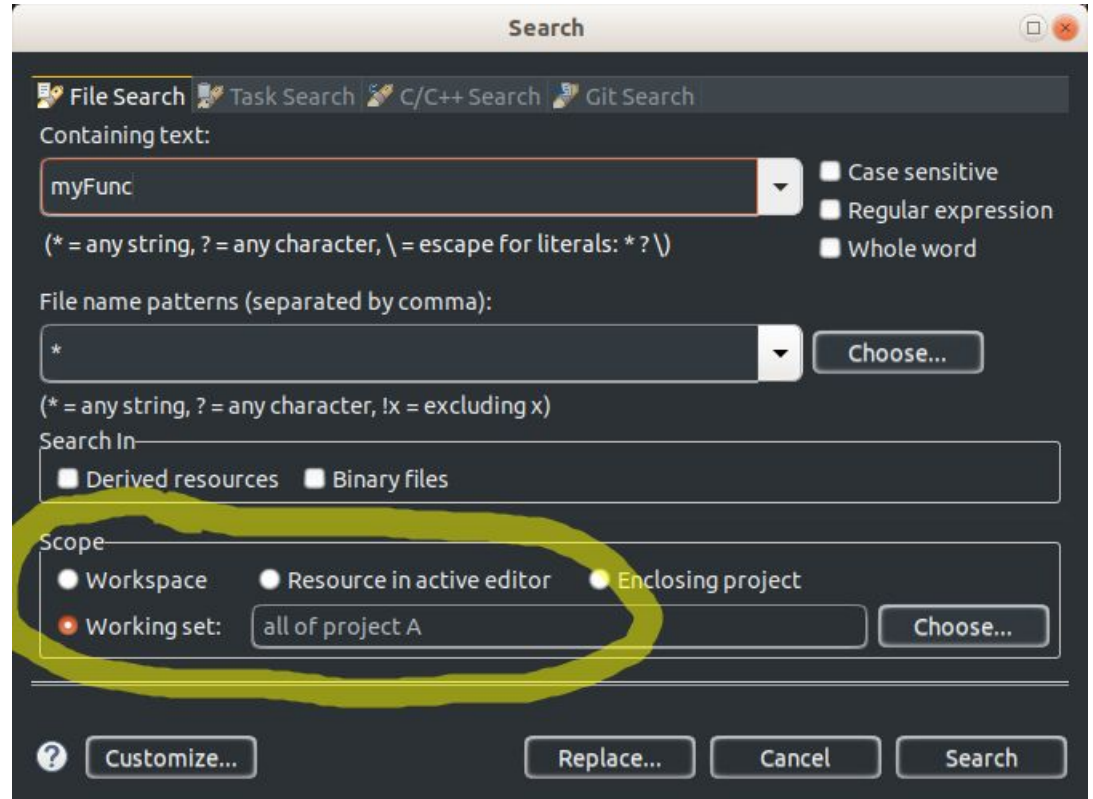 Search
File Search Task Search C/C++ Search Git Search
Containing text:
myFunc
Case sensitive
Regular expression
(* = any string, ? = any character, \ = escape for literals: * ? \)
Whole word
File name patterns (separated by comma):
*
Choose...
(* = any string, ? = any character, !x = excluding x)
Search In
Derived resources Binary files
Scope
Workspace Resource in active editor Enclosing project
Working set: all of project A Choose...
? Customize... Replace... Cancel Search